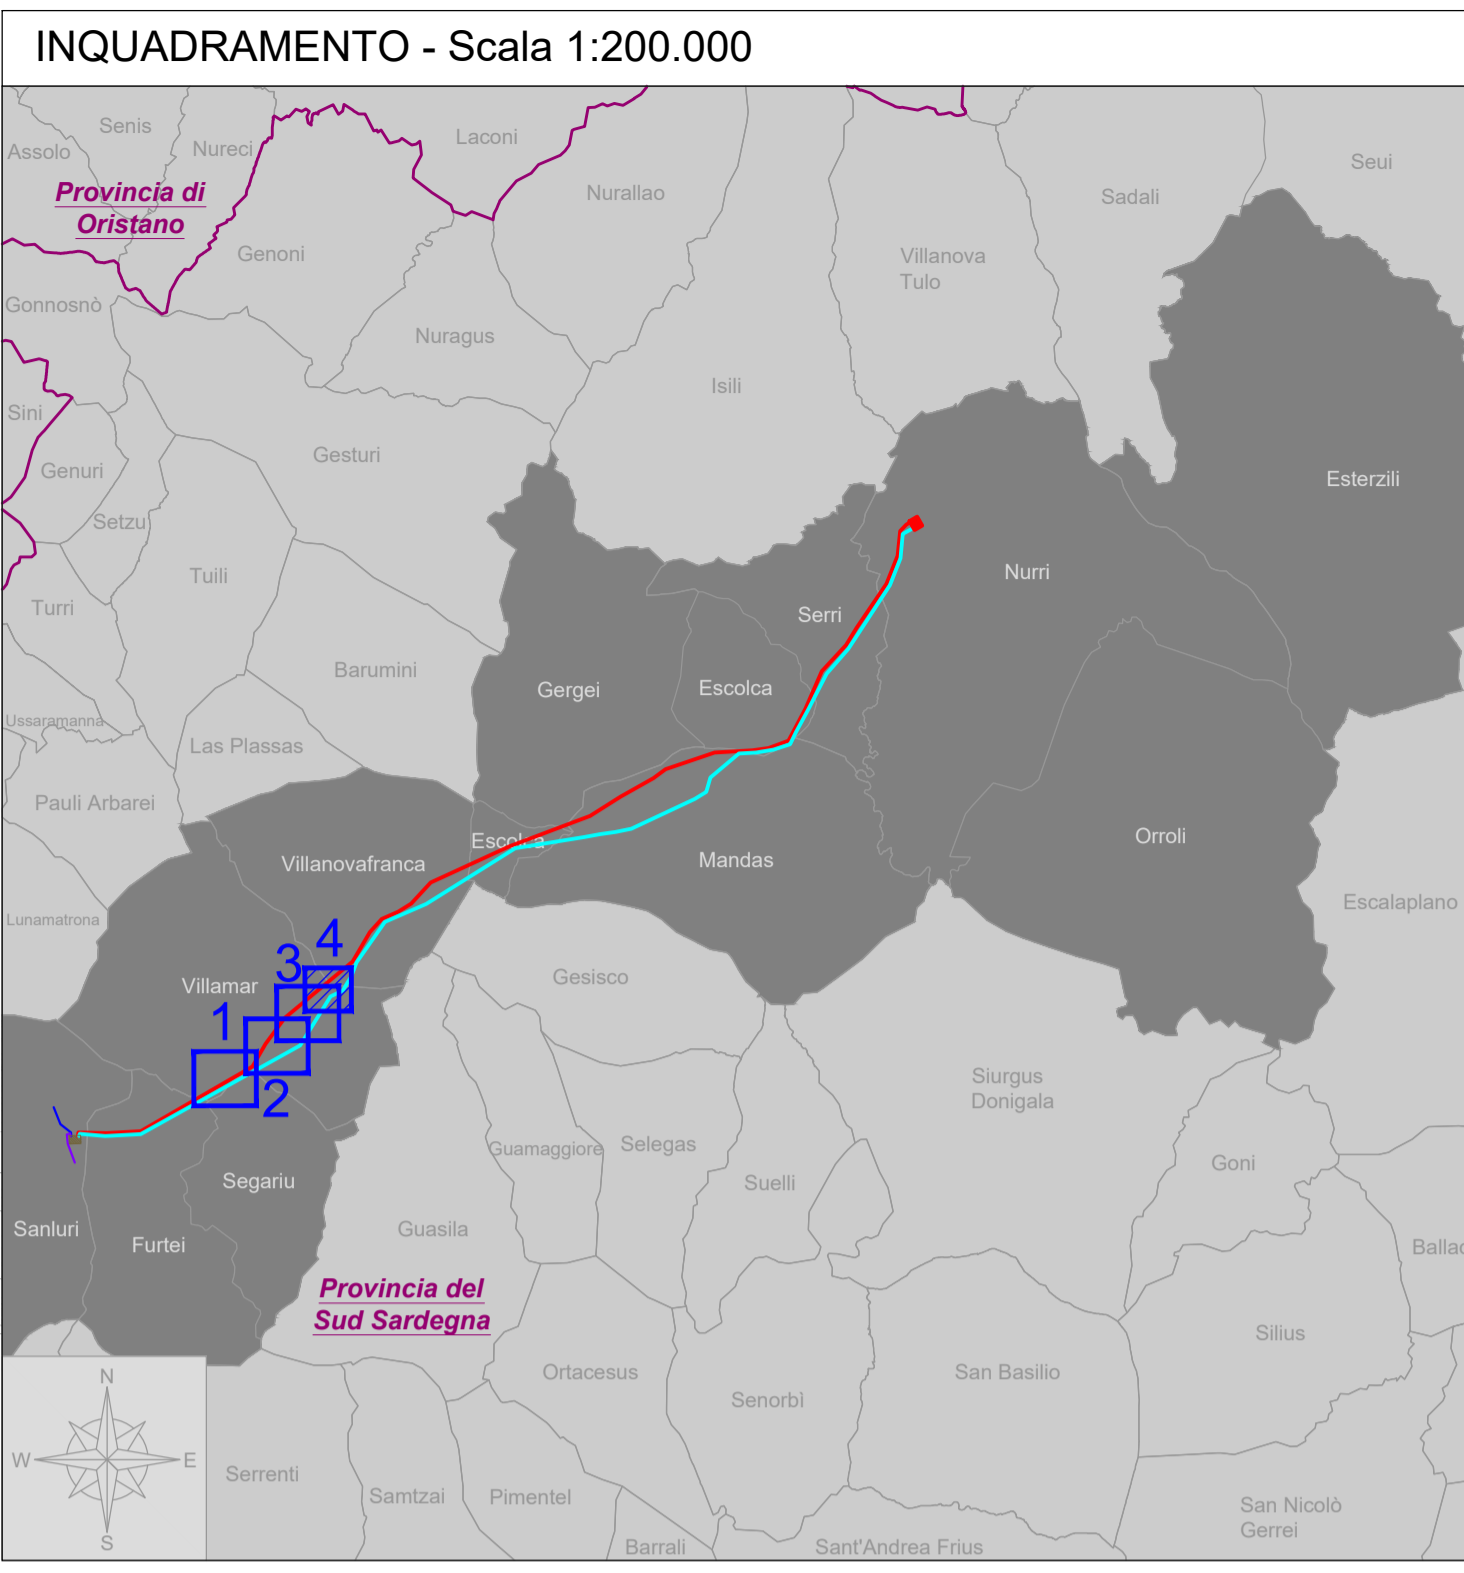 INQUADRAMENTO - Scala 1:200.000
Senis
Laconi
Assolo
Nureci
Seui
Provincia di
Oristano
Nurallao
Sadali
Genoni
Villanova
Tulo
Gonnosnò
Nuragus
Isili
Sini
Gesturi
Genuri
Esterzili
Setzu
Tuili
Nurri
Turri
Serri
Barumini
Gergei
Escolca
Ussaramanna
Las Plassas
Pauli Arbarei
Escolca
Orroli
Villanovafranca
Mandas
Escalaplano
Lunamatrona
4
3
Gesisco
Villamar
1
2
Siurgus
Donigala
Guamaggiore
Selegas
Goni
Segariu
Suelli
Sanluri
Guasila
Furtei
Ballao
Provincia del
Sud Sardegna
Silius
N
Ortacesus
San Basilio
Senorbì
W
E
Serrenti
Samtzai
Pimentel
San Nicolò
Gerrei
S
Barrali
Sant'Andrea Frius